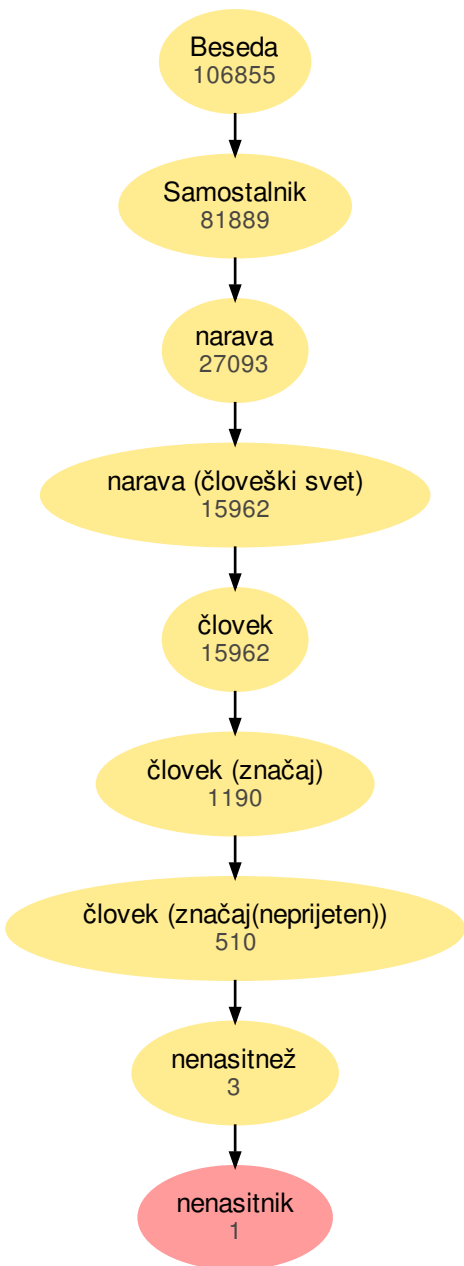 Beseda
106855
Samostalnik
81889
narava
27093
narava (človeški svet)
15962
človek
15962
človek (značaj)
1190
človek (značaj(neprijeten))
510
nenasitnež
3
nenasitnik
1